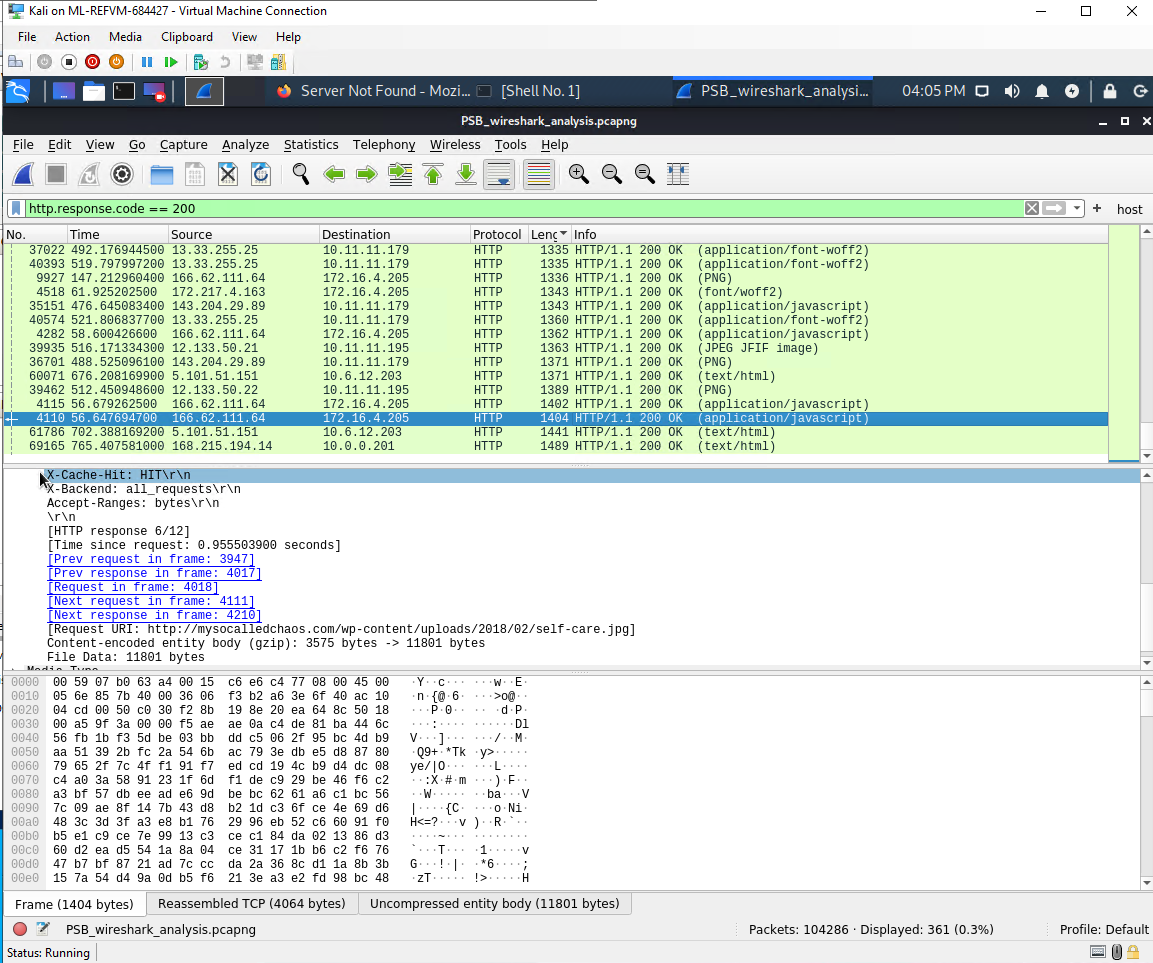 Kali on ML-REFVM-684427 - Virtual Machine Connection
File Action Media Clipboard View Help
Server Not Found - Mozi... [Shell No. 1] PSB_wireshark_analysi... 04:05 PM
PSB_wireshark_analysis.pcapng
File Edit View Go Capture Analyze Statistics Telephony Wireless Tools Help
http.response.code == 200 + host
No. Time Source Destination Protocol Leng Info
37022 492.176944500 13.33.255.25 10.11.11.179 HTTP 1335 HTTP/1.1 200 OK (application/font-woff2)
40393 519.797997200 13.33.255.25 10.11.11.179 HTTP 1335 HTTP/1.1 200 OK (application/font-woff2)
9927 147.212960400 166.62.111.64 172.16.4.205 HTTP 1336 HTTP/1.1 200 OK (PNG)
4518 61.925202500 172.217.4.163 172.16.4.205 HTTP 1343 HTTP/1.1 200 OK (font/woff2)
35151 476.645083400 143.204.29.89 10.11.11.179 HTTP 1343 HTTP/1.1 200 OK (application/javascript)
40574 521.806837700 13.33.255.25 10.11.11.179 HTTP 1360 HTTP/1.1 200 OK (application/font-woff2)
4282 58.600426600 166.62.111.64 172.16.4.205 HTTP 1362 HTTP/1.1 200 OK (application/javascript)
39935 516.171334300 12.133.50.21 10.11.11.195 HTTP 1363 HTTP/1.1 200 OK (JPEG JFIF image)
36701 488.525096100 143.204.29.89 10.11.11.179 HTTP 1371 HTTP/1.1 200 OK (PNG)
60071 676.208169900 5.101.51.151 10.6.12.203 HTTP 1371 HTTP/1.1 200 OK (text/html)
39462 512.450948600 12.133.50.22 10.11.11.195 HTTP 1389 HTTP/1.1 200 OK (PNG)
4115 56.679262500 166.62.111.64 172.16.4.205 HTTP 1402 HTTP/1.1 200 OK (application/javascript)
4110 56.647694700 166.62.111.64 172.16.4.205 HTTP 1404 HTTP/1.1 200 OK (application/javascript)
61786 702.388169200 5.101.51.151 10.6.12.203 HTTP 1441 HTTP/1.1 200 OK (text/html)
69165 765.407581000 168.215.194.14 10.0.0.201 HTTP 1489 HTTP/1.1 200 OK (text/html)
X-Cache-Hit: HIT\r\n
X-Backend: all_requests\r\n
Accept-Ranges: bytes\r\n
\r\n
[HTTP response 6/12]
[Time since request: 0.955503900 seconds]
[Prev request in frame: 3947]
[Prev response in frame: 4017]
[Request in frame: 4018]
[Next request in frame: 4111]
[Next response in frame: 4210]
[Request URI: http://mysocalledchaos.com/wp-content/uploads/2018/02/self-care.jpg]
Content-encoded entity body (gzip): 3575 bytes -> 11801 bytes
File Data: 11801 bytes
Media Type
0000 00 59 07 b0 63 a4 00 15 c6 e6 c4 77 08 00 45 00 ·Y··c··· ···w··E·
0010 05 6e 85 7b 40 00 36 06 f3 b2 a6 3e 6f 40 ac 10 ·n·{@·6· ···>o@··
0020 04 cd 00 50 c0 30 f2 8b 19 8e 20 ea 64 8c 50 18 ···P·0·· ·· ·d·P·
0030 00 a5 9f 3a 00 00 f5 ae ae 0a c4 de 81 ba 44 6c ···:···· ······Dl
0040 56 fb 1b f3 5d be 03 bb dd c5 06 2f 95 bc 4d b9 V···]··· ···/··M·
0050 aa 51 39 2b fc 2a 54 6b ac 79 3e db e5 d8 87 80 ·Q9+·*Tk ·y>·····
0060 79 65 2f 7c 4f f1 91 f7 ed cd 19 4c b9 d4 dc 08 ye/|O··· ···L····
0070 c4 a0 3a 58 91 23 1f 6d f1 de c9 29 be 46 f6 c2 ··:X·#·m ···)·F··
0080 a3 bf 57 db ee ad e6 9d be bc 62 61 a6 c1 bc 56 ··W····· ··ba···V
0090 7c 09 ae 8f 14 7b 43 d8 b2 1d c3 6f ce 4e 69 d6 |····{C· ···o·Ni·
00a0 48 3c 3d 3f a3 e8 b1 76 29 96 eb 52 c6 60 91 f0 H<=?···v )··R·`··
00b0 b5 e1 c9 ce 7e 99 13 c3 ce c1 84 da 02 13 86 d3 ····~··· ········
00c0 60 d2 ea d5 54 1a 8a 04 ce 31 17 1b b6 c2 f6 76 `···T··· ·1·····v
00d0 47 b7 bf 87 21 ad 7c cc da 2a 36 8c d1 1a 8b 3b G···!·|· ·*6····;
00e0 15 7a 54 d4 9a 0d b5 f6 21 3e a3 e2 fd 98 bc 48 ·zT····· !>·····H
Frame (1404 bytes) Reassembled TCP (4064 bytes) Uncompressed entity body (11801 bytes)
PSB_wireshark_analysis.pcapng Packets: 104286 · Displayed: 361 (0.3%) Profile: Default
Status: Running